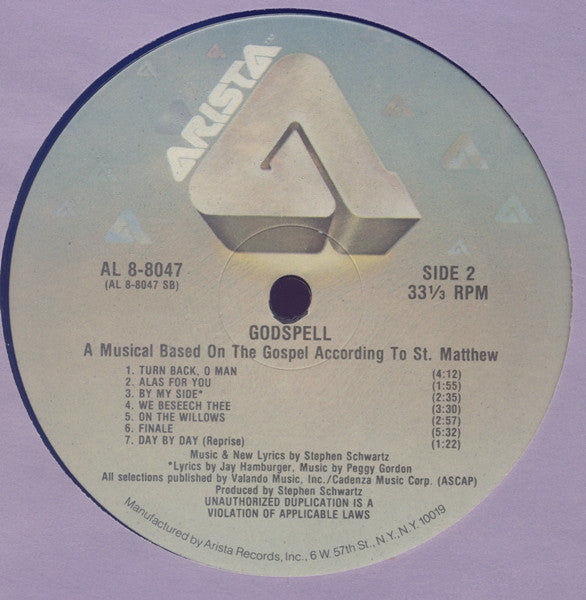 ARISTA™
AL 8-8047
(AL 8-8047 SB)
SIDE 2
33⅓ RPM
GODSPELL
A Musical Based On The Gospel According To St. Matthew
1. TURN BACK, O MAN (4:12)
2. ALAS FOR YOU (1:55)
3. BY MY SIDE* (2:35)
4. WE BESEECH THEE (3:30)
5. ON THE WILLOWS (2:57)
6. FINALE (5:32)
7. DAY BY DAY (Reprise) (1:22)
Music & New Lyrics by Stephen Schwartz
*Lyrics by Jay Hamburger, Music by Peggy Gordon
All selections published by Valando Music, Inc./Cadenza Music Corp. (ASCAP)
Produced by Stephen Schwartz
UNAUTHORIZED DUPLICATION IS A
VIOLATION OF APPLICABLE LAWS
Manufactured by Arista Records, Inc., 6 W. 57th St., N.Y., N.Y. 10019